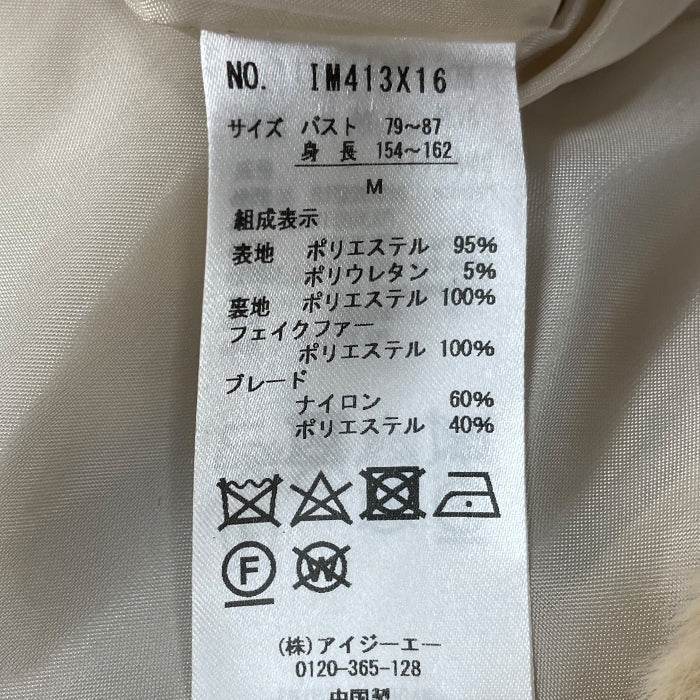 NO. IM413X16
サイズ バスト 79～87
身長 154～162
M
組成表示
表地 ポリエステル 95%
ポリウレタン 5%
裏地 ポリエステル 100%
フェイクファー
ポリエステル 100%
ブレード
ナイロン 60%
ポリエステル 40%
F
W
(株)アイジーエー
0120-365-128
中国製